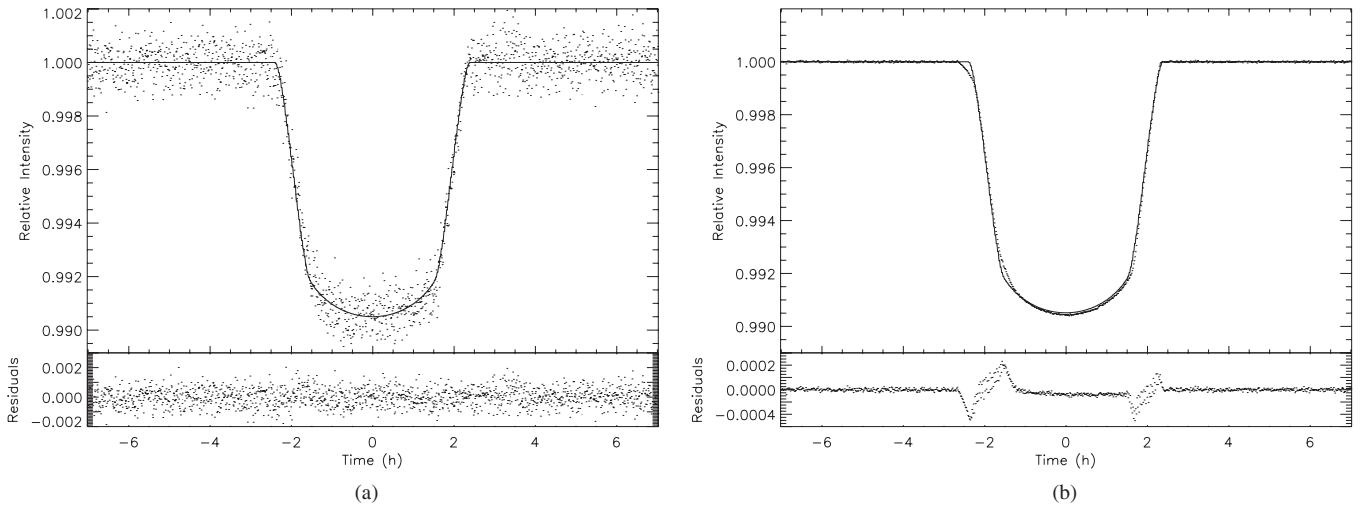 1.002
1.000
0.998
0.996
0.994
0.992
0.990
Relative Intensity
0.002
0.000
−0.002
Residuals
−6 −4 −2 0 2 4 6
Time (h)
(a)
1.000
0.998
0.996
0.994
0.992
0.990
Relative Intensity
0.0002
0.0000
−0.0004
Residuals
−6 −4 −2 0 2 4 6
Time (h)
(b)